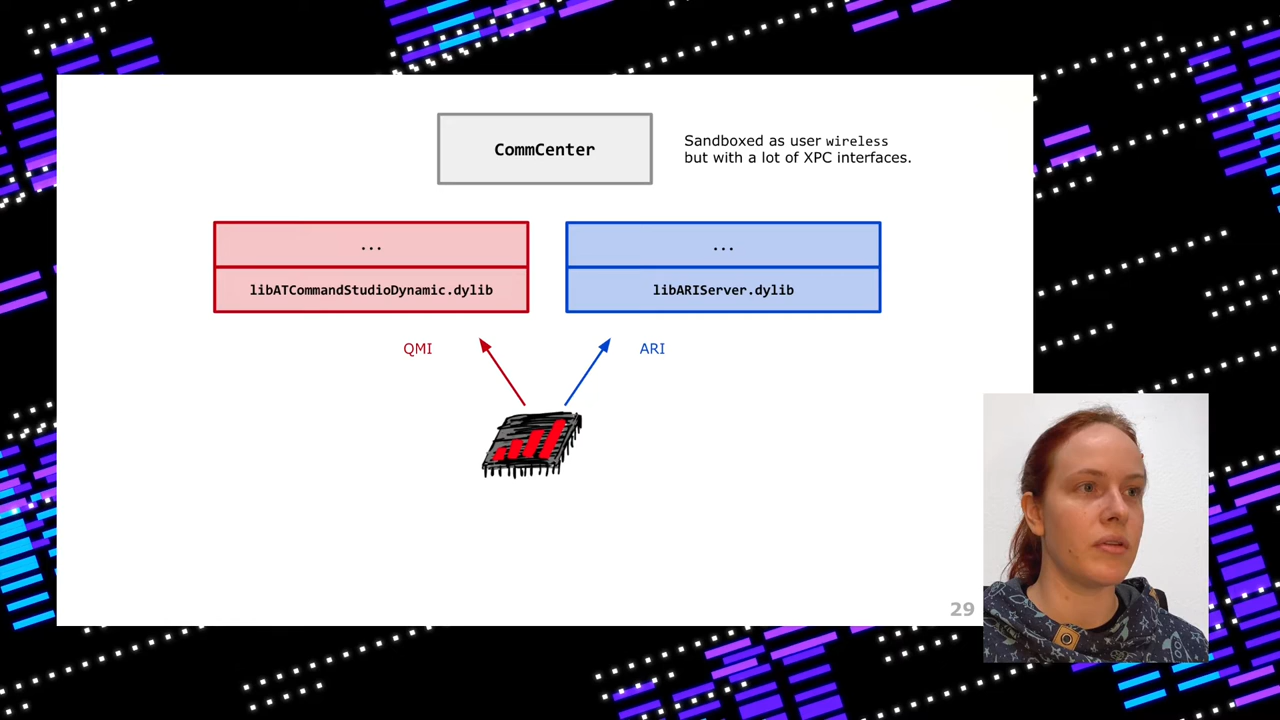 CommCenter
Sandboxed as user wireless
but with a lot of XPC interfaces.
...
...
libATCommandStudioDynamic.dylib
libARIServer.dylib
QMI
ARI
29